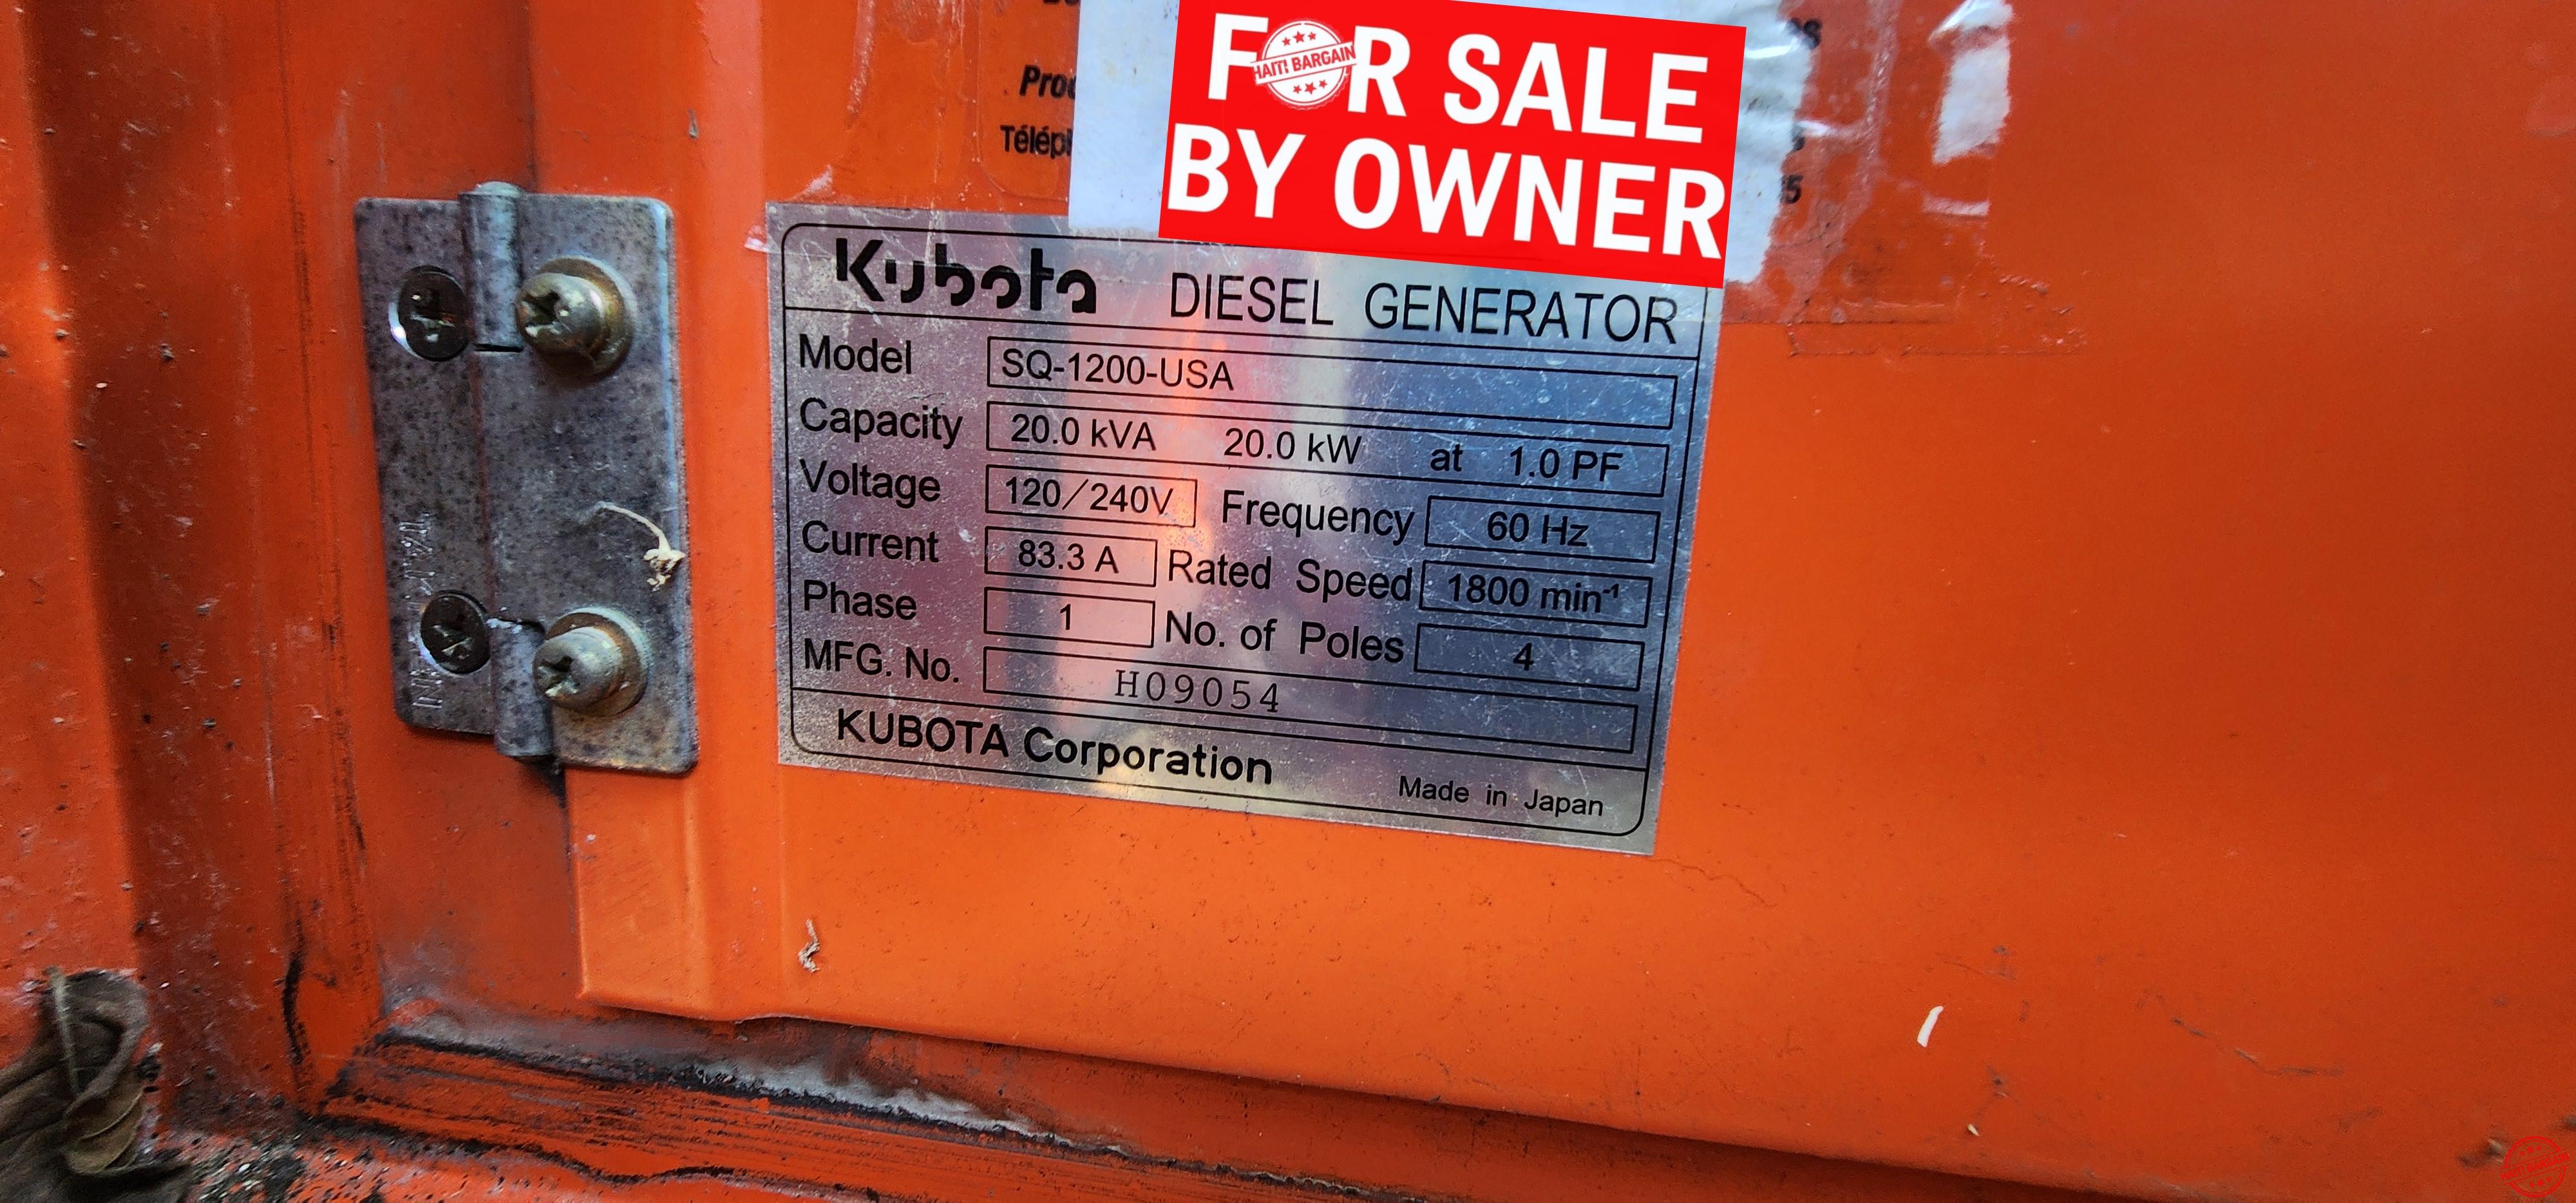 FOR SALE
HAITI BARGAIN
BY OWNER
Kubota DIESEL GENERATOR
Model SQ-1200-USA
Capacity 20.0 kVA 20.0 kW at 1.0 PF
Voltage 120/240V Frequency 60 Hz
Current 83.3 A Rated Speed 1800 min⁻¹
Phase 1 No. of Poles 4
MFG. No. H09054
KUBOTA Corporation
Made in Japan
HAITI BARGAIN